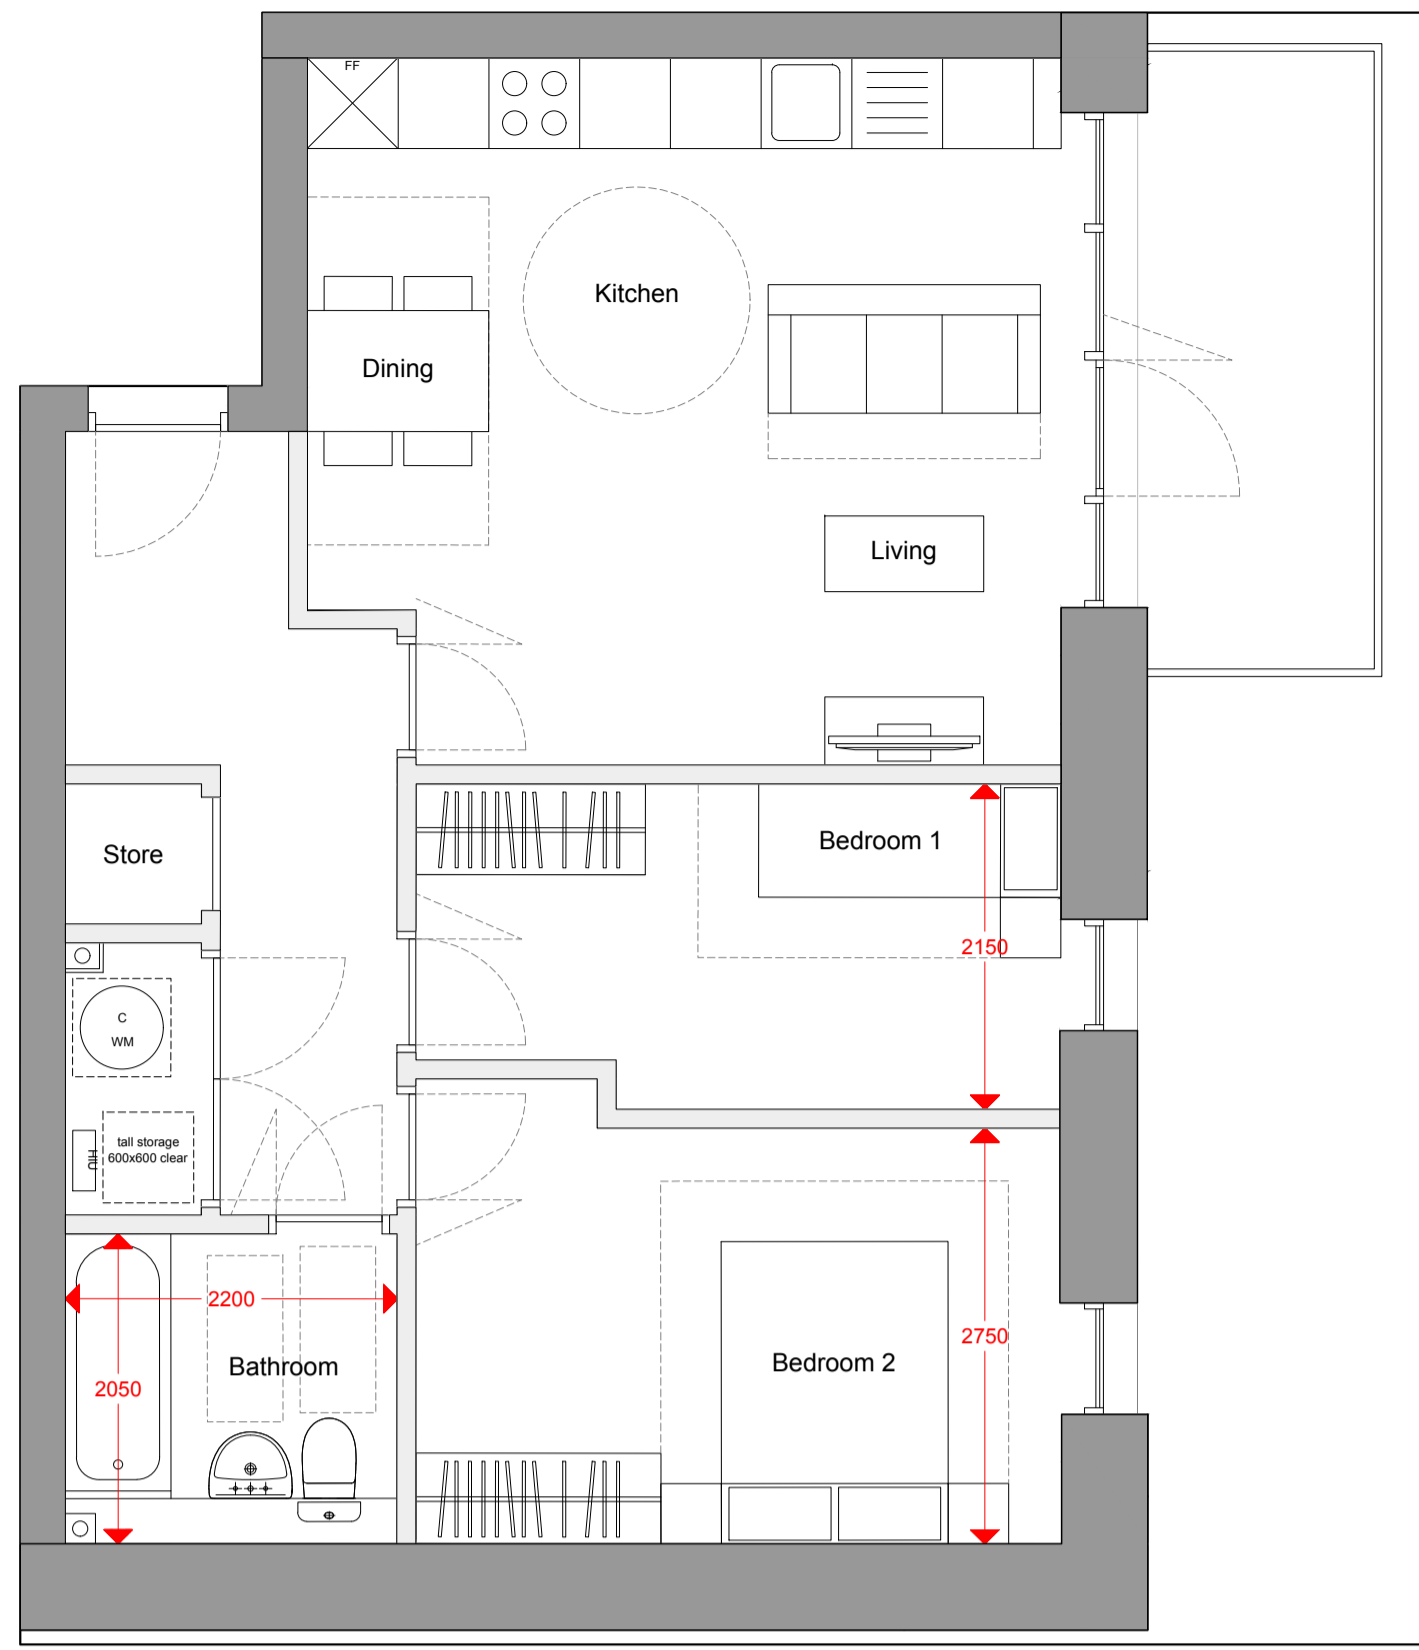 FF
Kitchen
Dining
Living
Store
Bedroom 1
2150
C
WM
tall storage
600x600 clear
HIU
2200
2050
Bathroom
2750
Bedroom 2